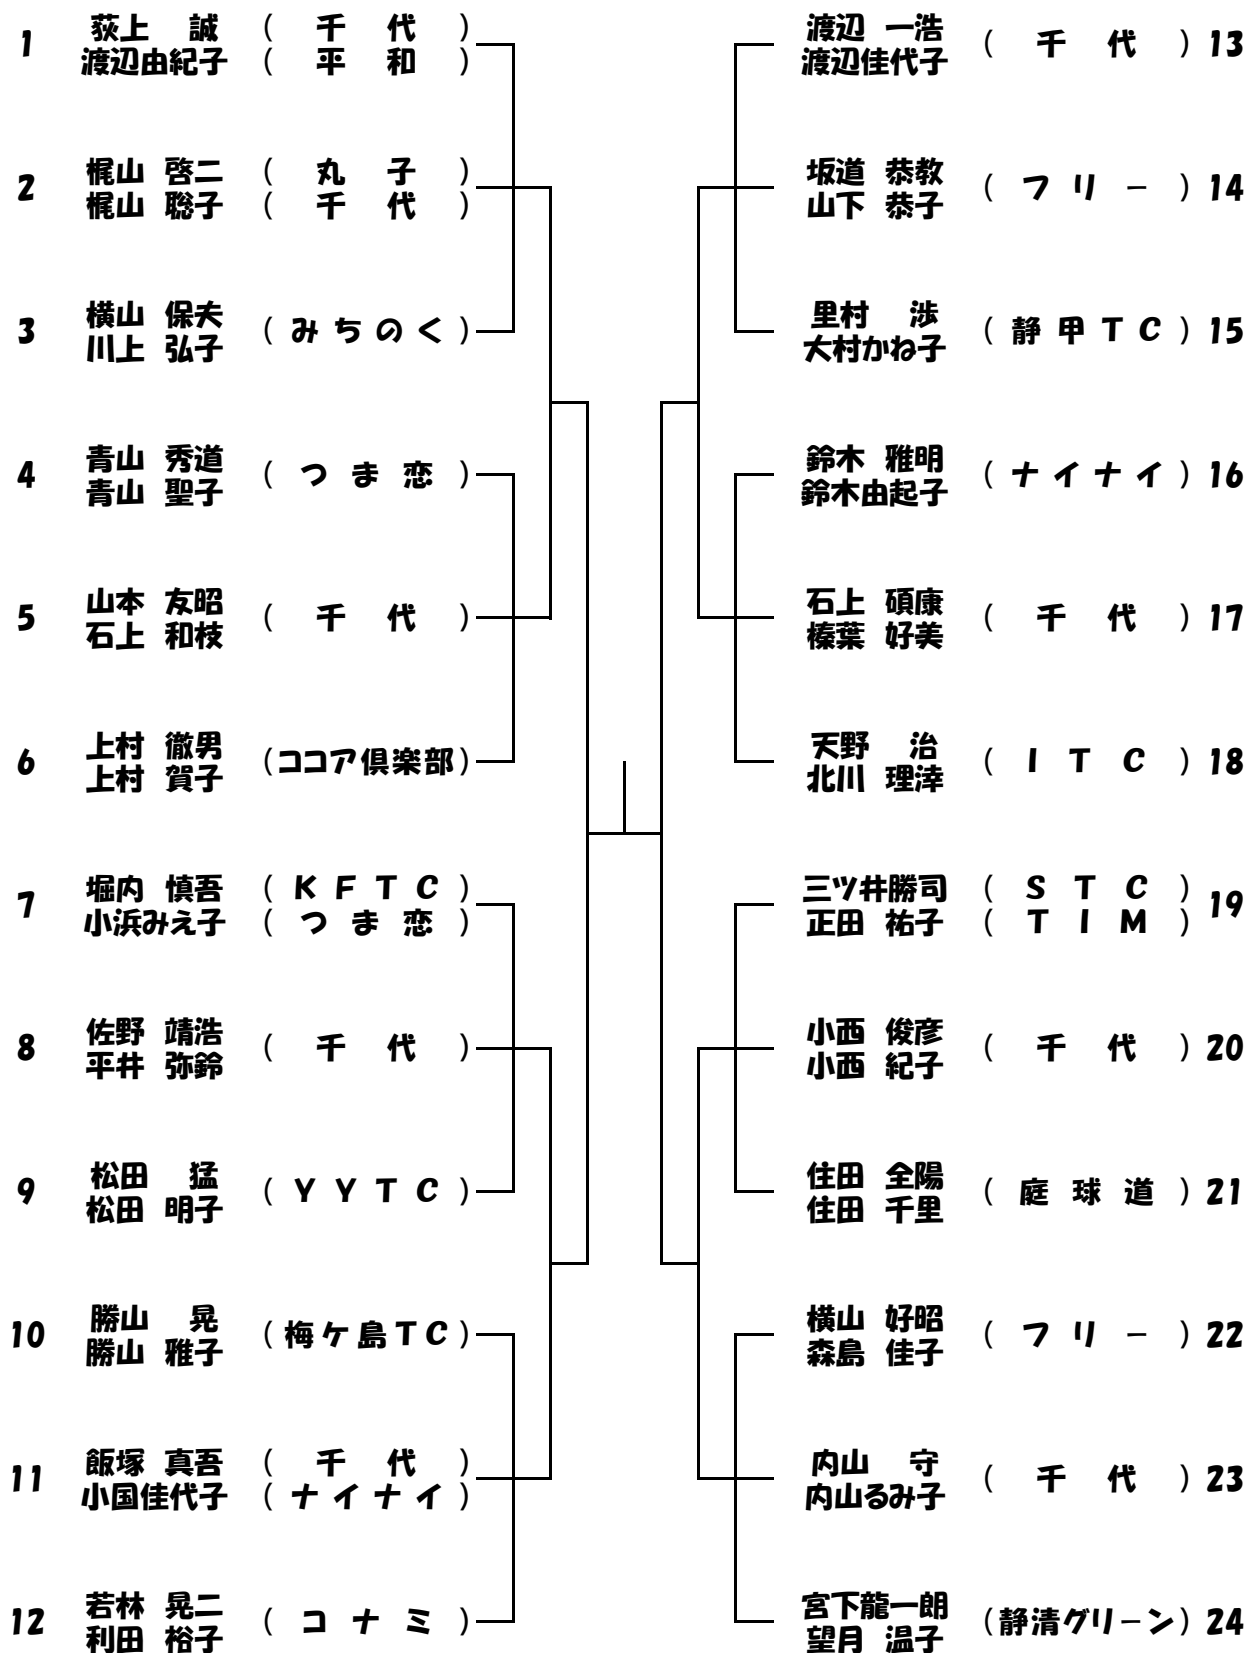 1 荻上 誠 ( 千 代 )
渡辺由紀子 ( 平 和 )
2 梶山 啓二 ( 丸 子 )
梶山 聡子 ( 千 代 )
3 横山 保夫 ( み ち の く )
川上 弘子
4 青山 秀道 ( つ ま 恋 )
青山 聖子
5 山本 友昭 ( 千 代 )
石上 和枝
6 上村 徹男 (ココア倶楽部)
上村 賀子
7 堀内 慎吾 ( K F T C )
小浜みえ子 ( つ ま 恋 )
8 佐野 靖浩 ( 千 代 )
平井 弥鈴
9 松田 猛 ( Y Y T C )
松田 明子
10 勝山 晃 ( 梅 ケ 島 T C )
勝山 雅子
11 飯塚 真吾 ( 千 代 )
小国佳代子 ( ナ イ ナ イ )
12 若林 晃二 ( コ ナ ミ )
利田 裕子
渡辺 一浩 ( 千 代 ) 13
渡辺佳代子
坂道 恭教 ( フ リ ー ) 14
山下 恭子
里村 渉 ( 静 甲 T C ) 15
大村かね子
鈴木 雅明 ( ナ イ ナ イ ) 16
鈴木由起子
石上 碩康 ( 千 代 ) 17
榛葉 好美
天野 治 ( I T C ) 18
北川 理滓
三ツ井勝司 ( S T C ) 19
正田 祐子 ( T I M )
小西 俊彦 ( 千 代 ) 20
小西 紀子
住田 全陽 ( 庭 球 道 ) 21
住田 千里
横山 好昭 ( フ リ ー ) 22
森島 佳子
内山 守 ( 千 代 ) 23
内山るみ子
宮下龍一朗 (静清グリーン) 24
望月 温子